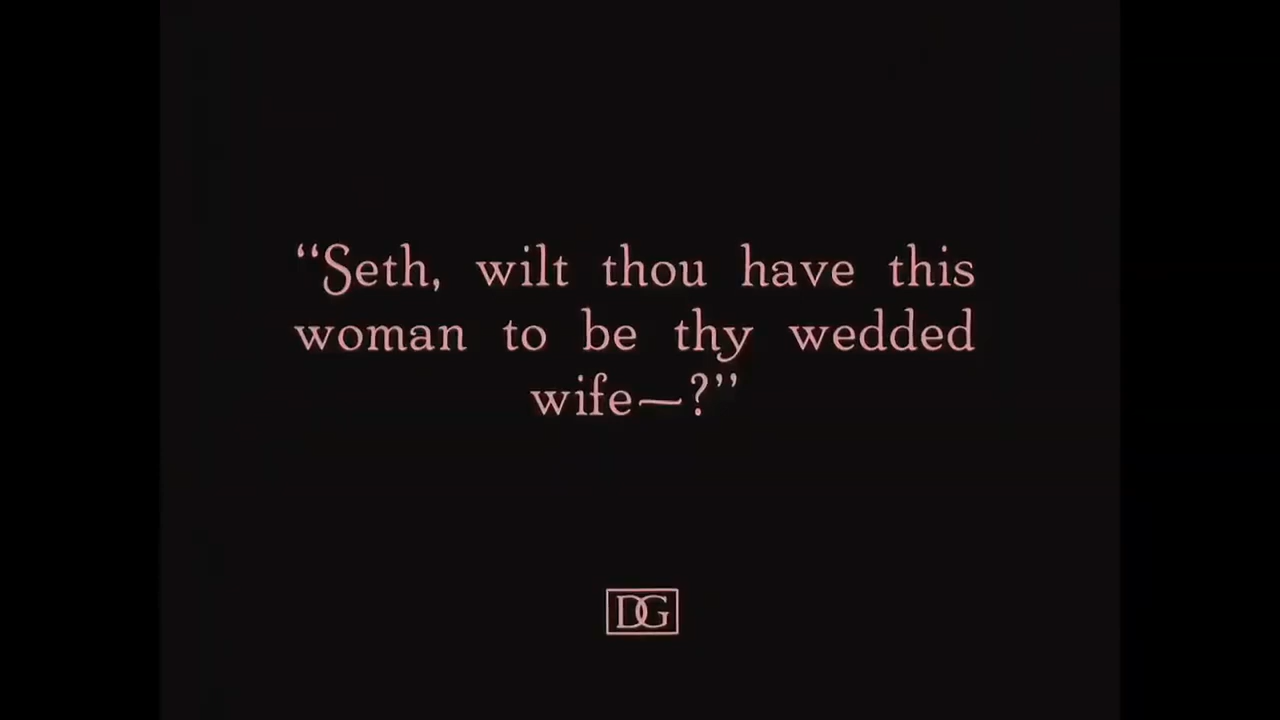 “Seth, wilt thou have this
woman to be thy wedded
wife—?”
DG